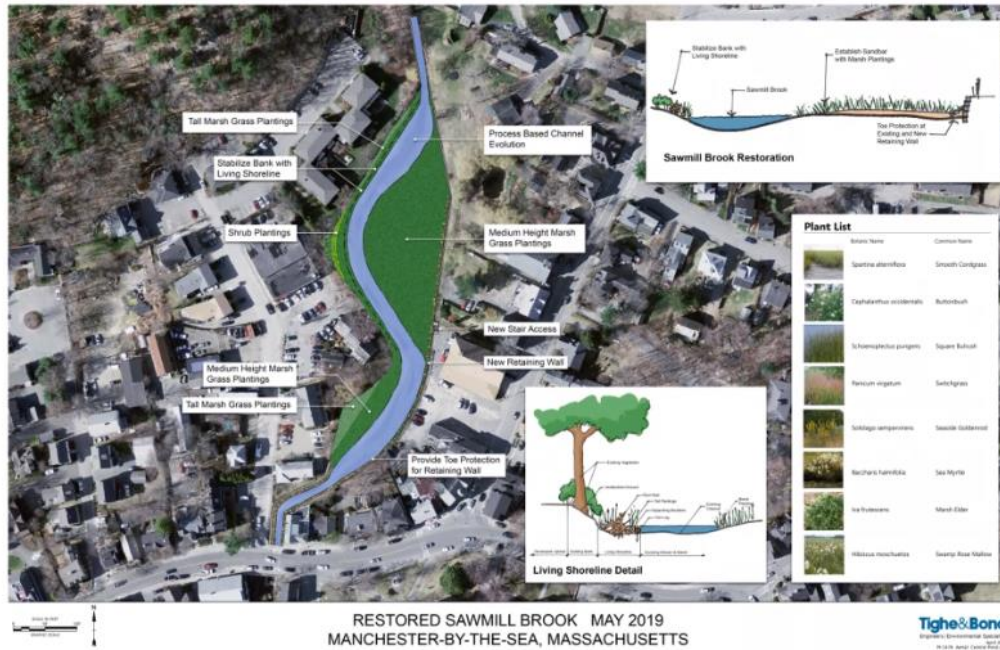 Tall Marsh Grass Plantings
Stabilize Bank with
Living Shoreline
Shrub Plantings
Process Based Channel
Evolution
Medium Height Marsh
Grass Plantings
New Stair Access
New Retaining Wall
Medium Height Marsh
Grass Plantings
Tall Marsh Grass Plantings
Provide Toe Protection
for Retaining Wall
Stabilize Bank with
Living Shoreline
Sawmill Brook
Establish Sandbar
with Marsh Plantings
Toe Protection at
Existing and New
Retaining Wall
Sawmill Brook Restoration
Plant List
Botanic Name Common Name
Spartina alterniflora Smooth Cordgrass
Cephalanthus occidentalis Buttonbush
Schoenoplectus pungens Square Bulrush
Panicum virgatum Switchgrass
Solidago sempervirens Seaside Goldenrod
Baccharis hamifolia Sea Myrtle
Iva frutescens Marsh Elder
Hibiscus moscheutos Swamp Rose Mallow
Living Shoreline Detail
N
RESTORED SAWMILL BROOK MAY 2019
MANCHESTER-BY-THE-SEA, MASSACHUSETTS
Tighe&Bond